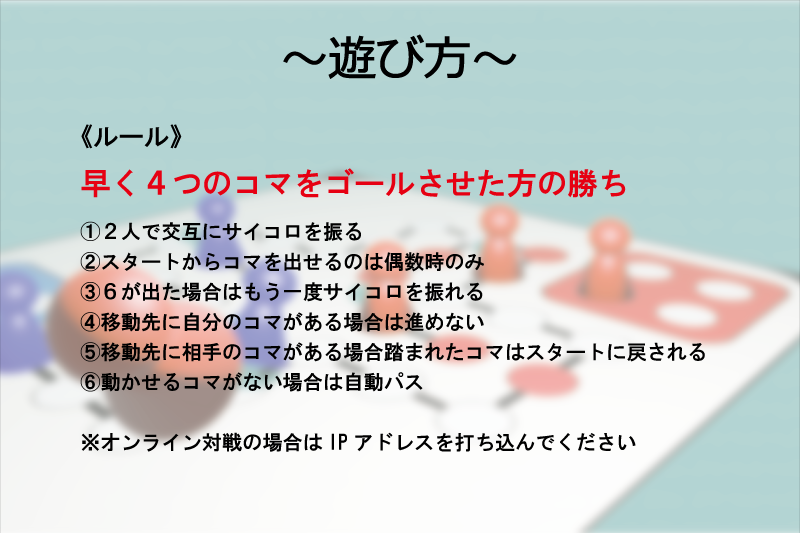 ～遊び方～
《ルール》
早く４つのコマをゴールさせた方の勝ち
①２人で交互にサイコロを振る
②スタートからコマを出せるのは偶数時のみ
③６が出た場合はもう一度サイコロを振れる
④移動先に自分のコマがある場合は進めない
⑤移動先に相手のコマがある場合踏まれたコマはスタートに戻される
⑥動かせるコマがない場合は自動パス
※オンライン対戦の場合は IP アドレスを打ち込んでください